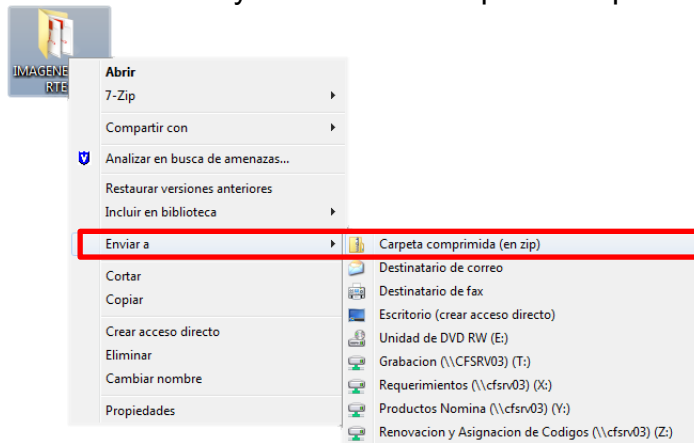 IMAGENE
RTE
Abrir
7-Zip
Compartir con
Analizar en busca de amenazas...
Restaurar versiones anteriores
Incluir en biblioteca
Enviar a
Cortar
Copiar
Crear acceso directo
Eliminar
Cambiar nombre
Propiedades
Carpeta comprimida (en zip)
Destinatario de correo
Destinatario de fax
Escritorio (crear acceso directo)
Unidad de DVD RW (E:)
Grabacion (\\CFSRV03) (T:)
Requerimientos (\\cfsrv03) (X:)
Productos Nomina (\\cfsrv03) (Y:)
Renovacion y Asignacion de Codigos (\\cfsrv03) (Z:)